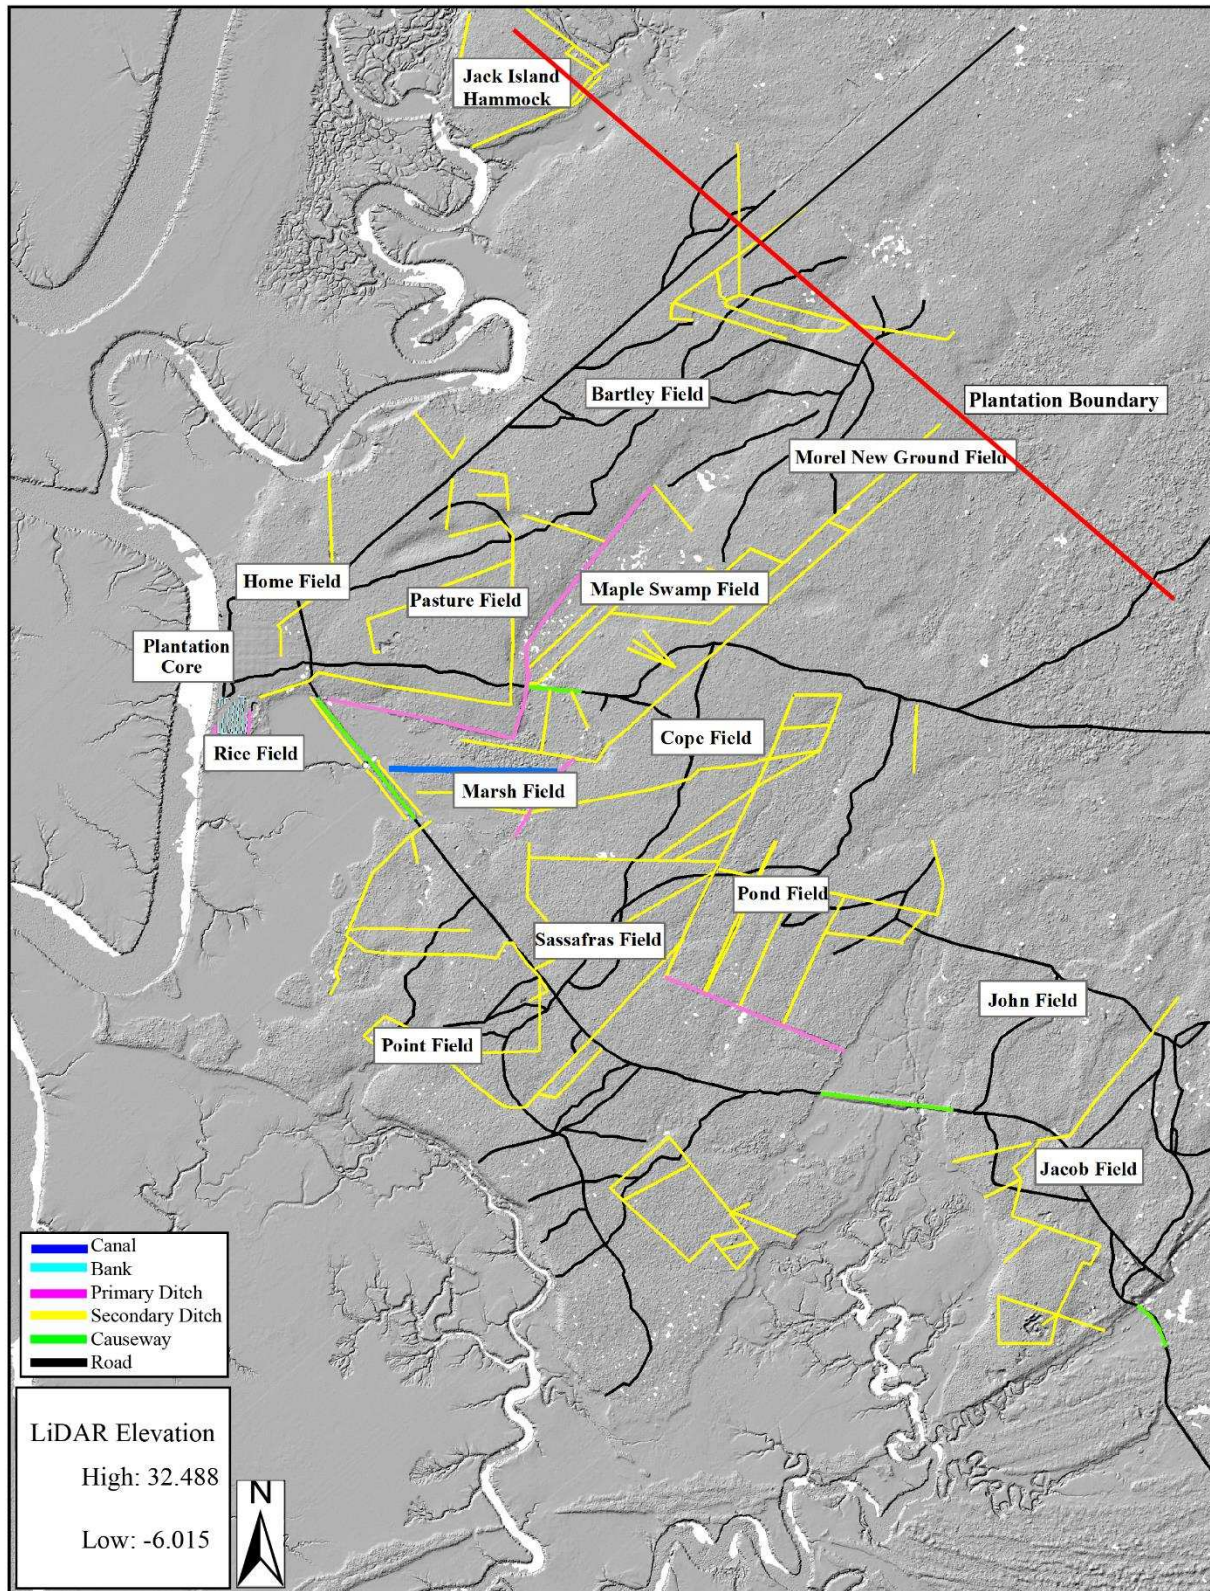 Jack Island
Hammock
Bartley Field
Plantation Boundary
Morel New Ground Field
Home Field
Maple Swamp Field
Pasture Field
Plantation
Core
Cope Field
Rice Field
Marsh Field
Pond Field
Sassafras Field
John Field
Point Field
Jacob Field
Canal
Bank
Primary Ditch
Secondary Ditch
Causeway
Road
LiDAR Elevation
High: 32.488
Low: -6.015
N